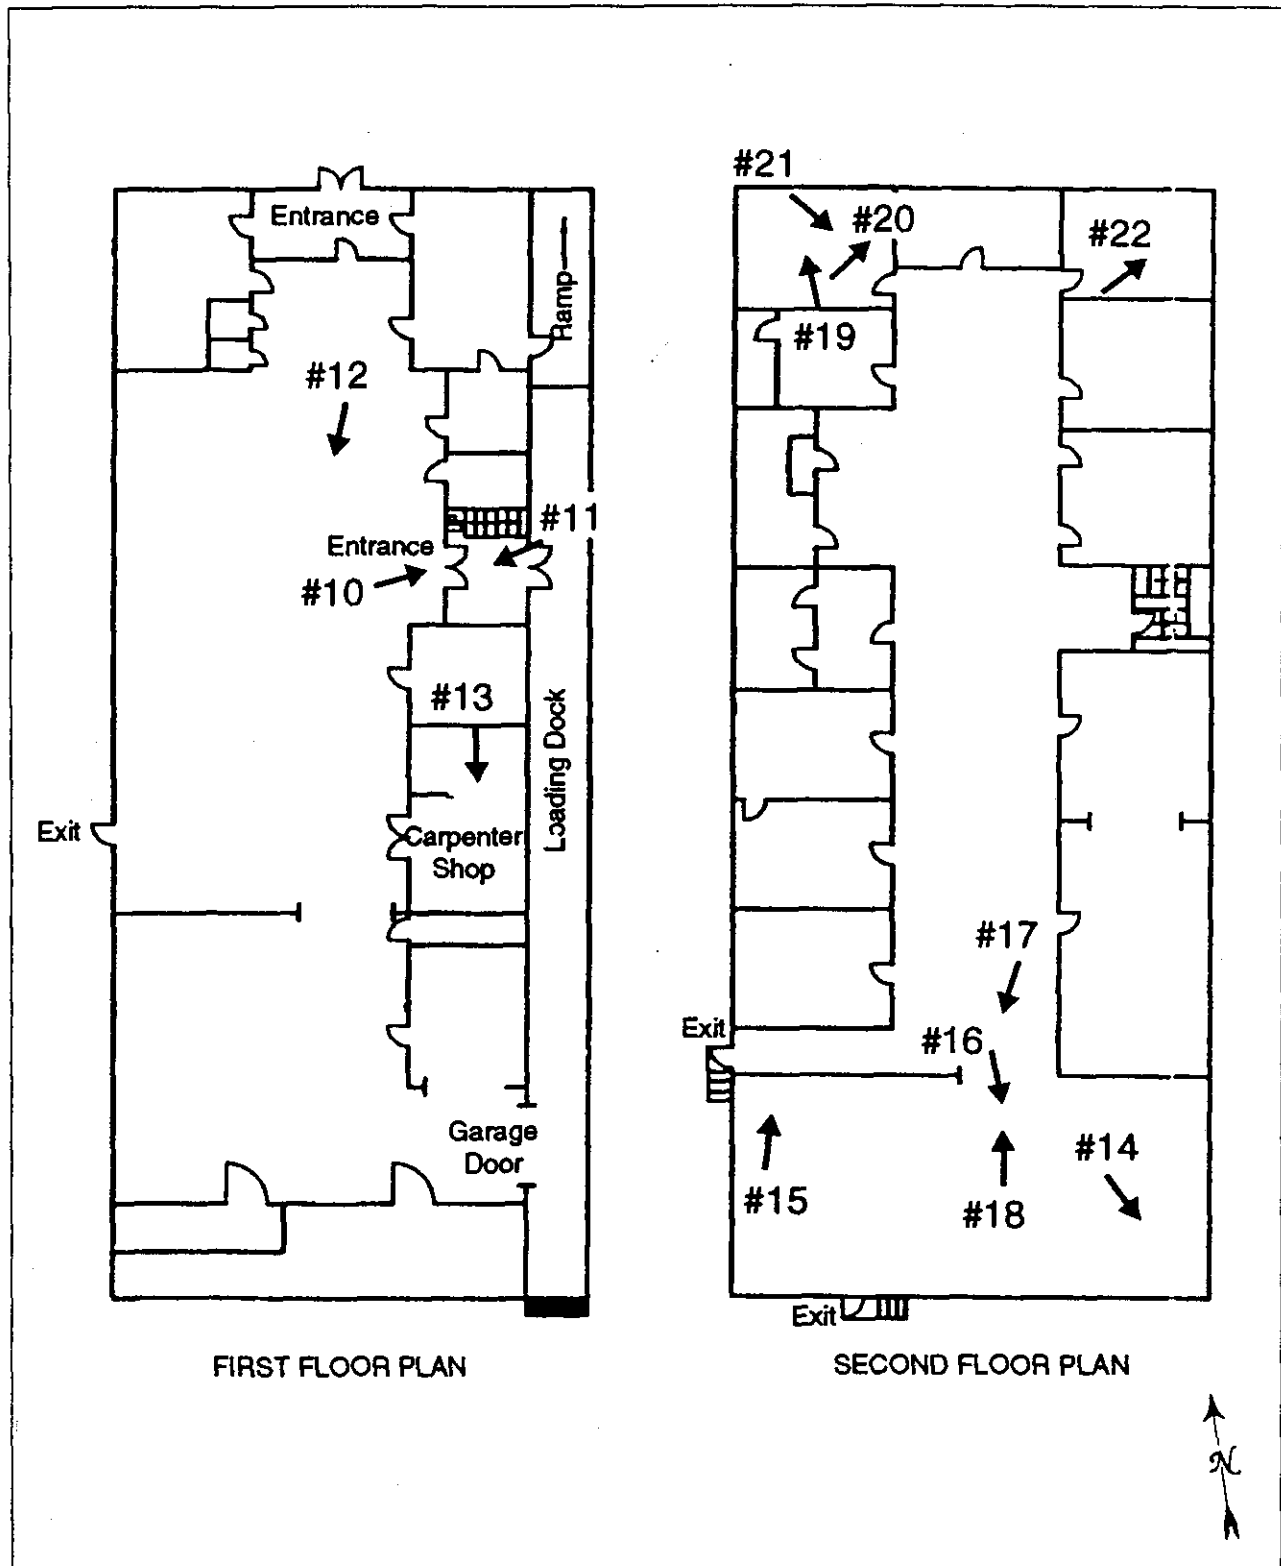 #21
Entrance
#20
#22
Ramp
#19
#12
#11
Entrance
#10
#13
Loading Dock
Exit
Carpenter
Shop
#17
Exit
#16
Garage
Door
#14
#15
#18
Exit
FIRST FLOOR PLAN
SECOND FLOOR PLAN
N